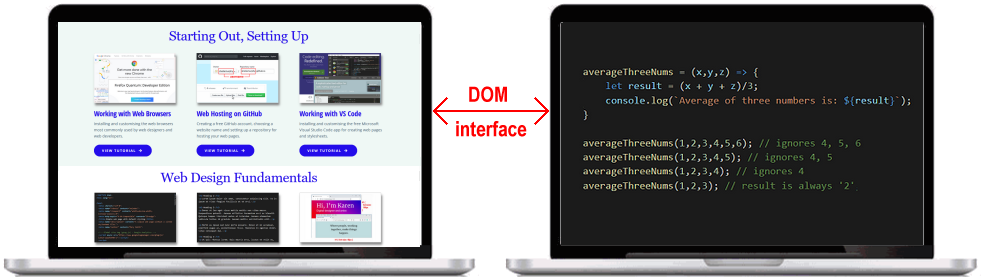 Starting Out, Setting Up
Working with Web Browsers
Installing and customising the web browsers
most commonly used by web designers and
web developers.
VIEW TUTORIAL
Web Hosting on GitHub
Creating a free GitHub account, choosing a
website name and setting up a repository for
hosting your web pages.
VIEW TUTORIAL
Working with VS Code
Installing and customising the free Microsoft
Visual Studio Code app for creating web pages
and stylesheets.
VIEW TUTORIAL
Web Design Fundamentals
Hi, I'm Karen
DOM
interface
averageThreeNums = (x,y,z) => {
let result = (x + y + z)/3;
console.log(`Average of three numbers is: ${result}`);
}
averageThreeNums(1,2,3,4,5,6); // ignores 4, 5, 6
averageThreeNums(1,2,3,4,5); // ignores 4, 5
averageThreeNums(1,2,3,4); // ignores 4
averageThreeNums(1,2,3); // result is always '2'.